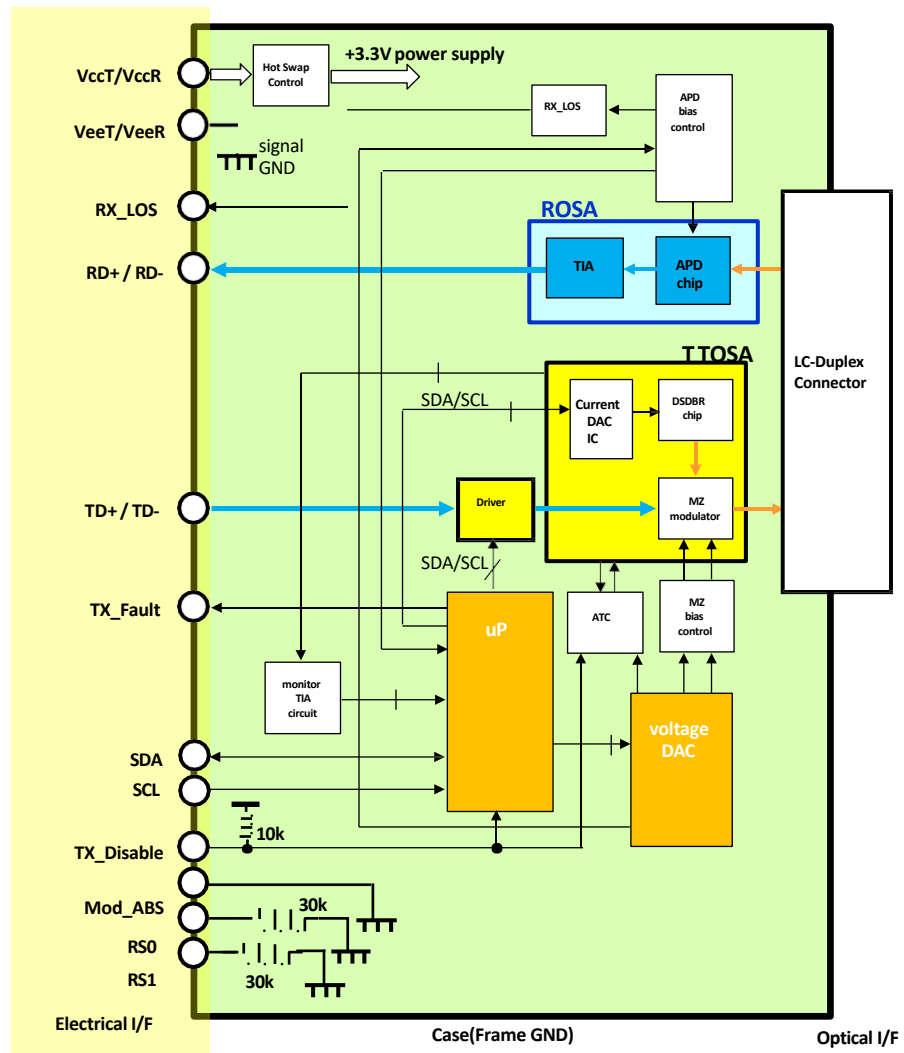 VccT/VccR
Hot Swap
Control
+3.3V power supply
VeeT/VeeR
signal
GND
RX_LOS
APD
bias
control
RX_LOS
ROSA
RD+ / RD-
TIA
APD
chip
LC-Duplex
Connector
T TOSA
SDA/SCL
Current
DAC
IC
DSDBR
chip
TD+ / TD-
Driver
MZ
modulator
SDA/SCL
TX_Fault
uP
ATC
MZ
bias
control
monitor
TIA
circuit
voltage
DAC
SDA
SCL
10k
TX_Disable
Mod_ABS
30k
RS0
RS1
30k
Electrical I/F
Case(Frame GND)
Optical I/F